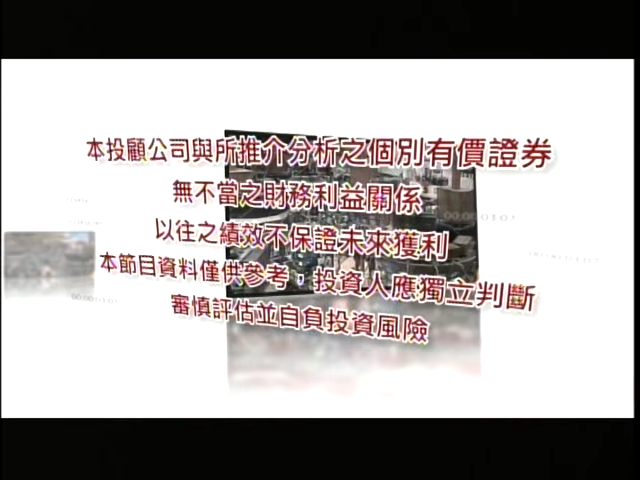 本投顧公司與所推介分析之個別有價證券
無不當之財務利益關係
以往之績效不保證未來獲利
本節目資料僅供參考，投資人應獨立判斷
審慎評估並自負投資風險